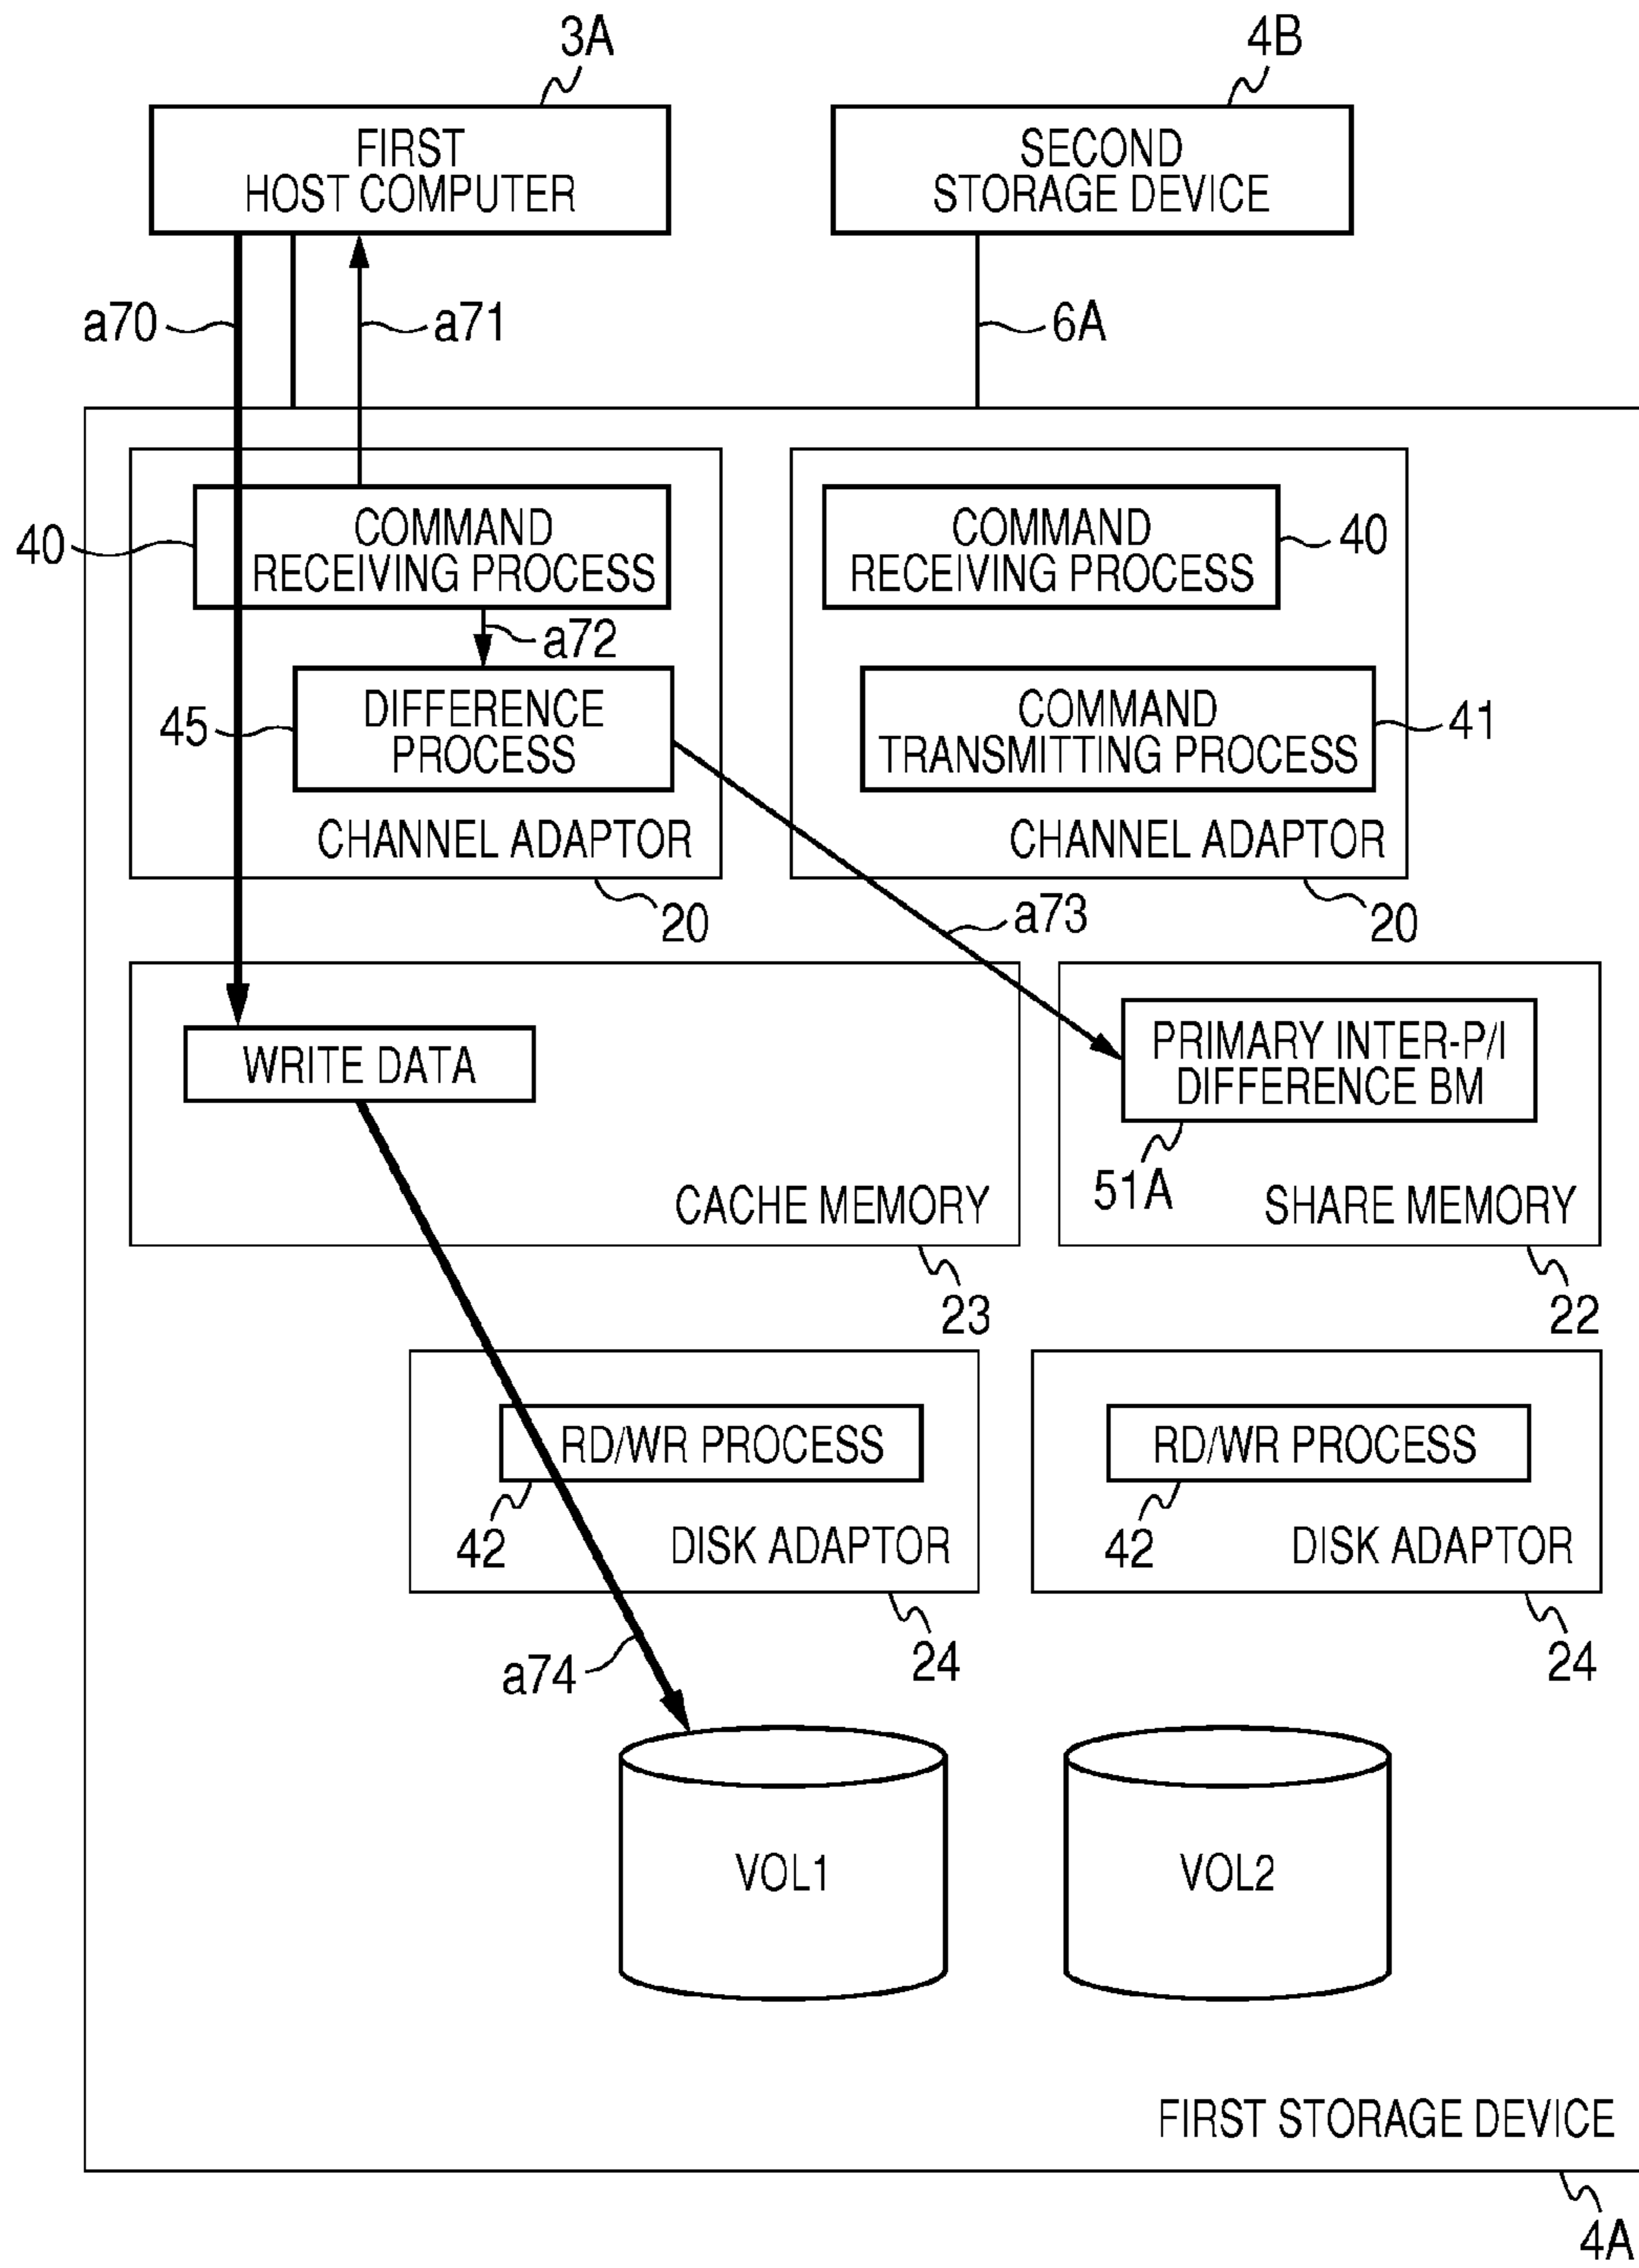 3A
4B
FIRST
HOST COMPUTER
SECOND
STORAGE DEVICE
a70
a71
6A
40
COMMAND
RECEIVING PROCESS
COMMAND
RECEIVING PROCESS
40
a72
45
DIFFERENCE
PROCESS
COMMAND
TRANSMITTING PROCESS
41
CHANNEL ADAPTOR
CHANNEL ADAPTOR
20
a73
20
WRITE DATA
PRIMARY INTER-P/I
DIFFERENCE BM
51A
CACHE MEMORY
SHARE MEMORY
23
22
RD/WR PROCESS
RD/WR PROCESS
42
DISK ADAPTOR
42
DISK ADAPTOR
a74
24
24
VOL1
VOL2
FIRST STORAGE DEVICE
4A